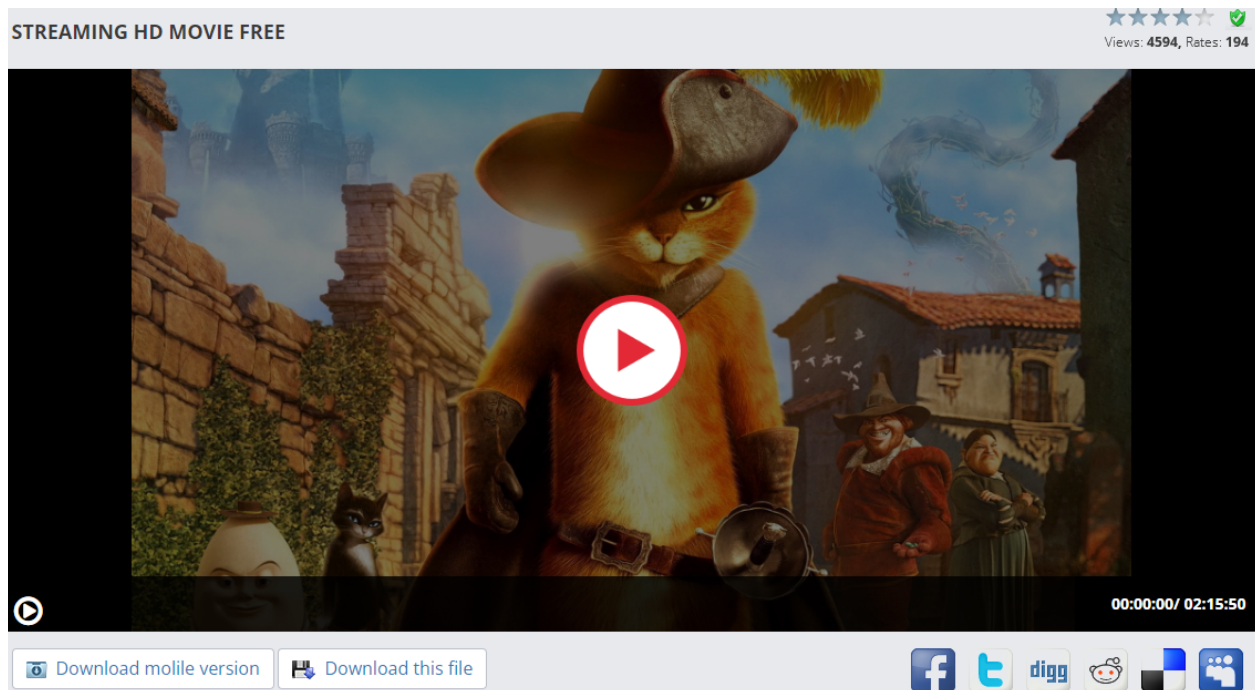 STREAMING HD MOVIE FREE
Views: 4594, Rates: 194
00:00:00/ 02:15:50
Download molile version
Download this file
digg